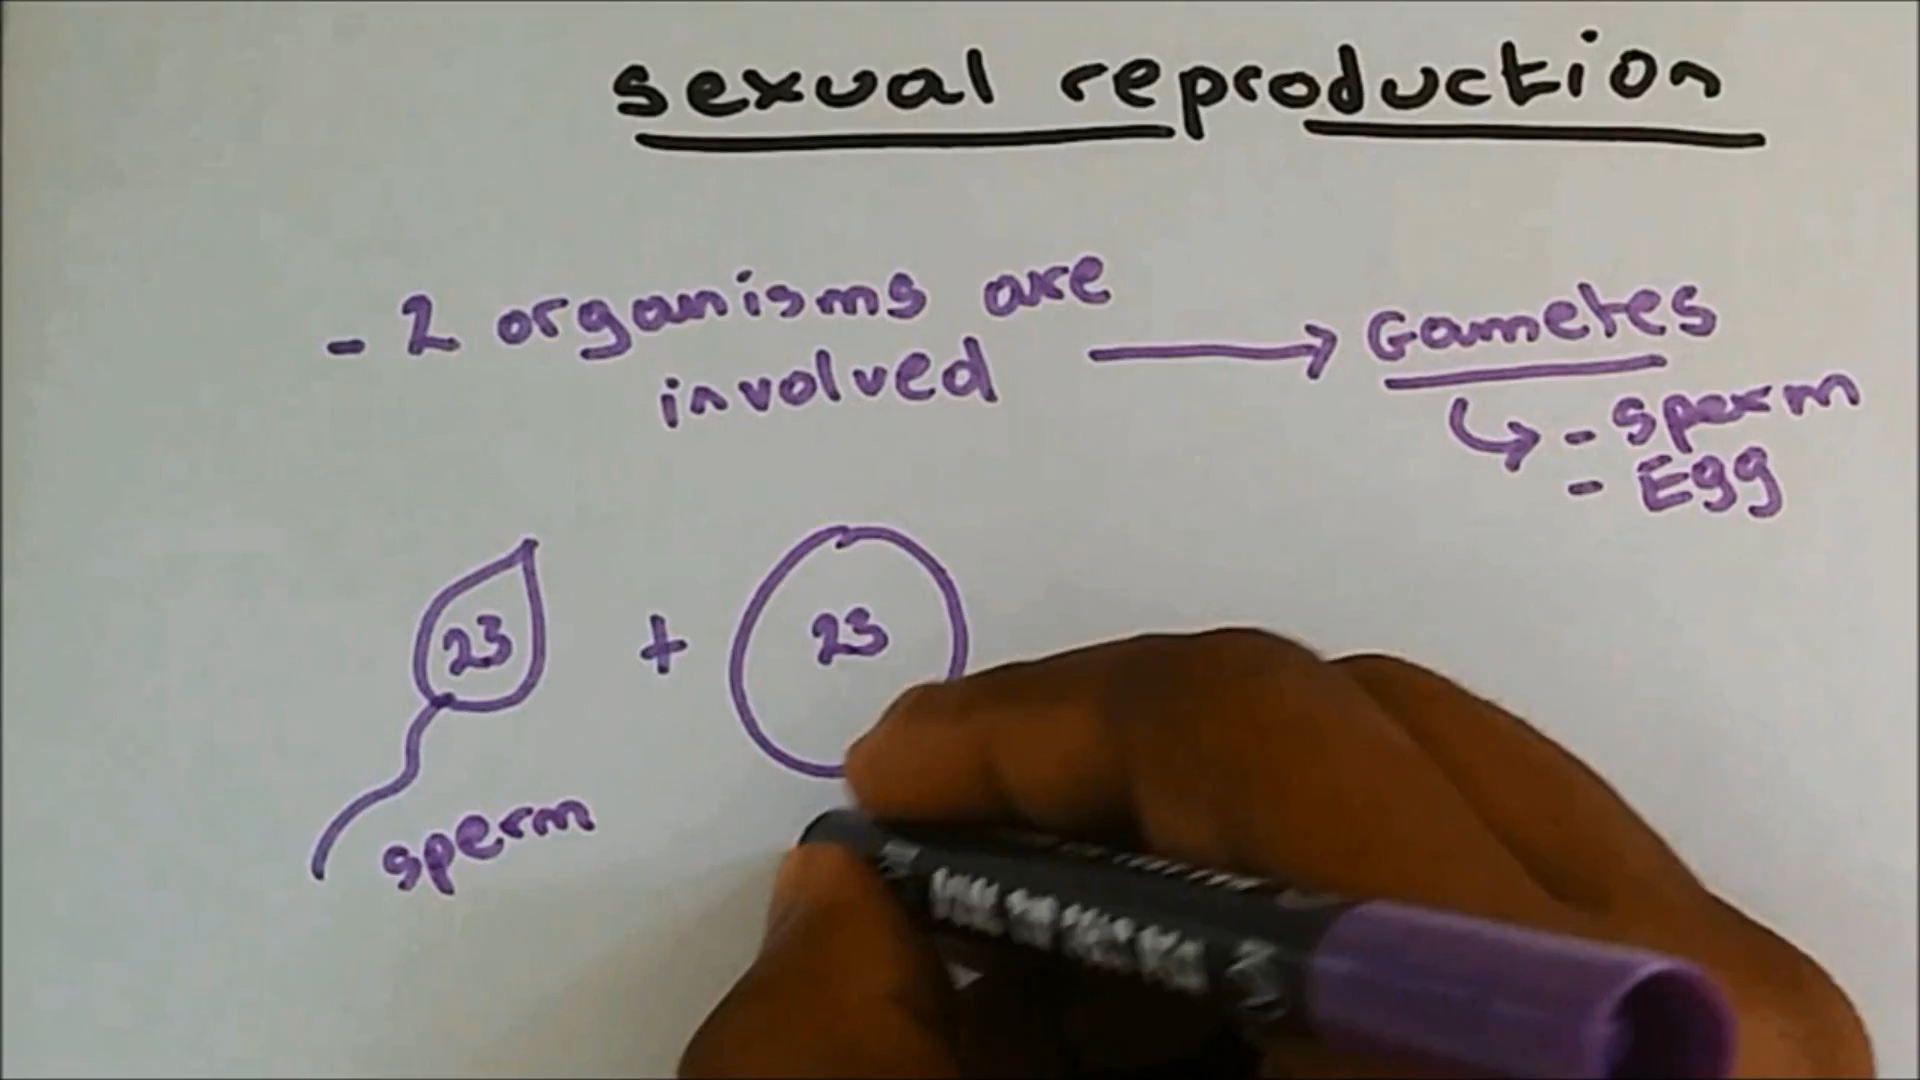 sexual reproduction
- 2 organisms are
involved
Gametes
- sperm
- Egg
23 + 23
sperm